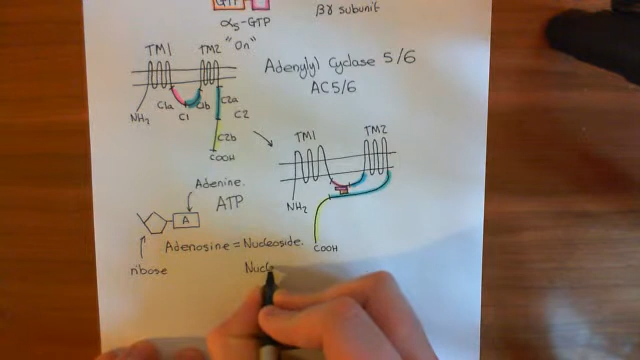 GTP
αs-GTP
βγ subunit
"On"
TM1 TM2
Adenylyl Cyclase 5/6
AC5/6
C1a C1b C2a
NH2 C1 C2
C2b
COOH
TM1 TM2
NH2
COOH
Adenine.
ATP
A
Adenosine = Nucleoside.
ribose
Nucle